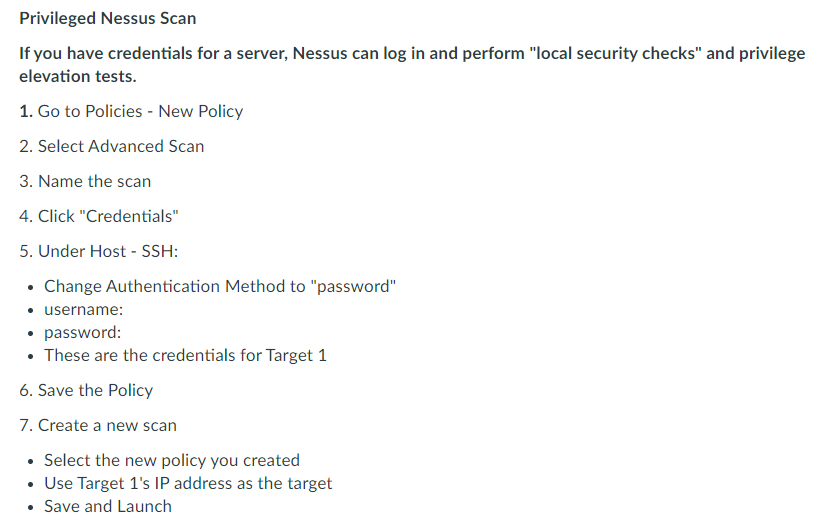 Privileged Nessus Scan
If you have credentials for a server, Nessus can log in and perform "local security checks" and privilege
elevation tests.
1. Go to Policies - New Policy
2. Select Advanced Scan
3. Name the scan
4. Click "Credentials"
5. Under Host - SSH:
• Change Authentication Method to "password"
• username:
• password:
• These are the credentials for Target 1
6. Save the Policy
7. Create a new scan
• Select the new policy you created
• Use Target 1's IP address as the target
• Save and Launch